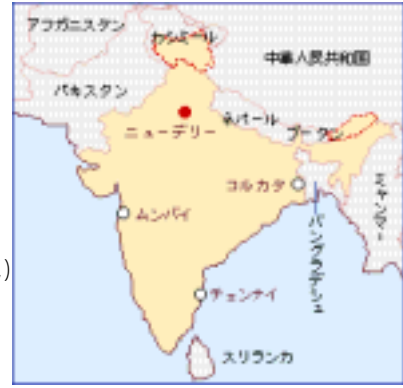 アフガニスタン
カシミール
中華人民共和国
パキスタン
ネパール
ブータン
ニューデリー
コルカタ
ミャンマー
ムンバイ
バングラデシュ
)
チェンナイ
スリランカ